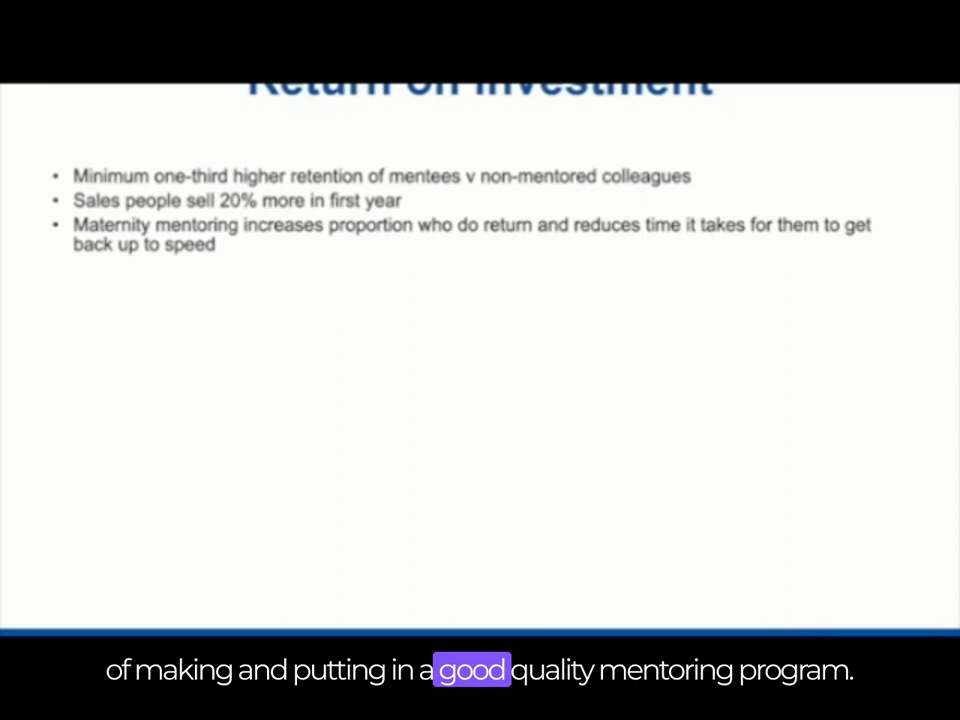 Return on Investment
• Minimum one-third higher retention of mentees v non-mentored colleagues
• Sales people sell 20% more in first year
• Maternity mentoring increases proportion who do return and reduces time it takes for them to get
back up to speed
of making and putting in a good quality mentoring program.